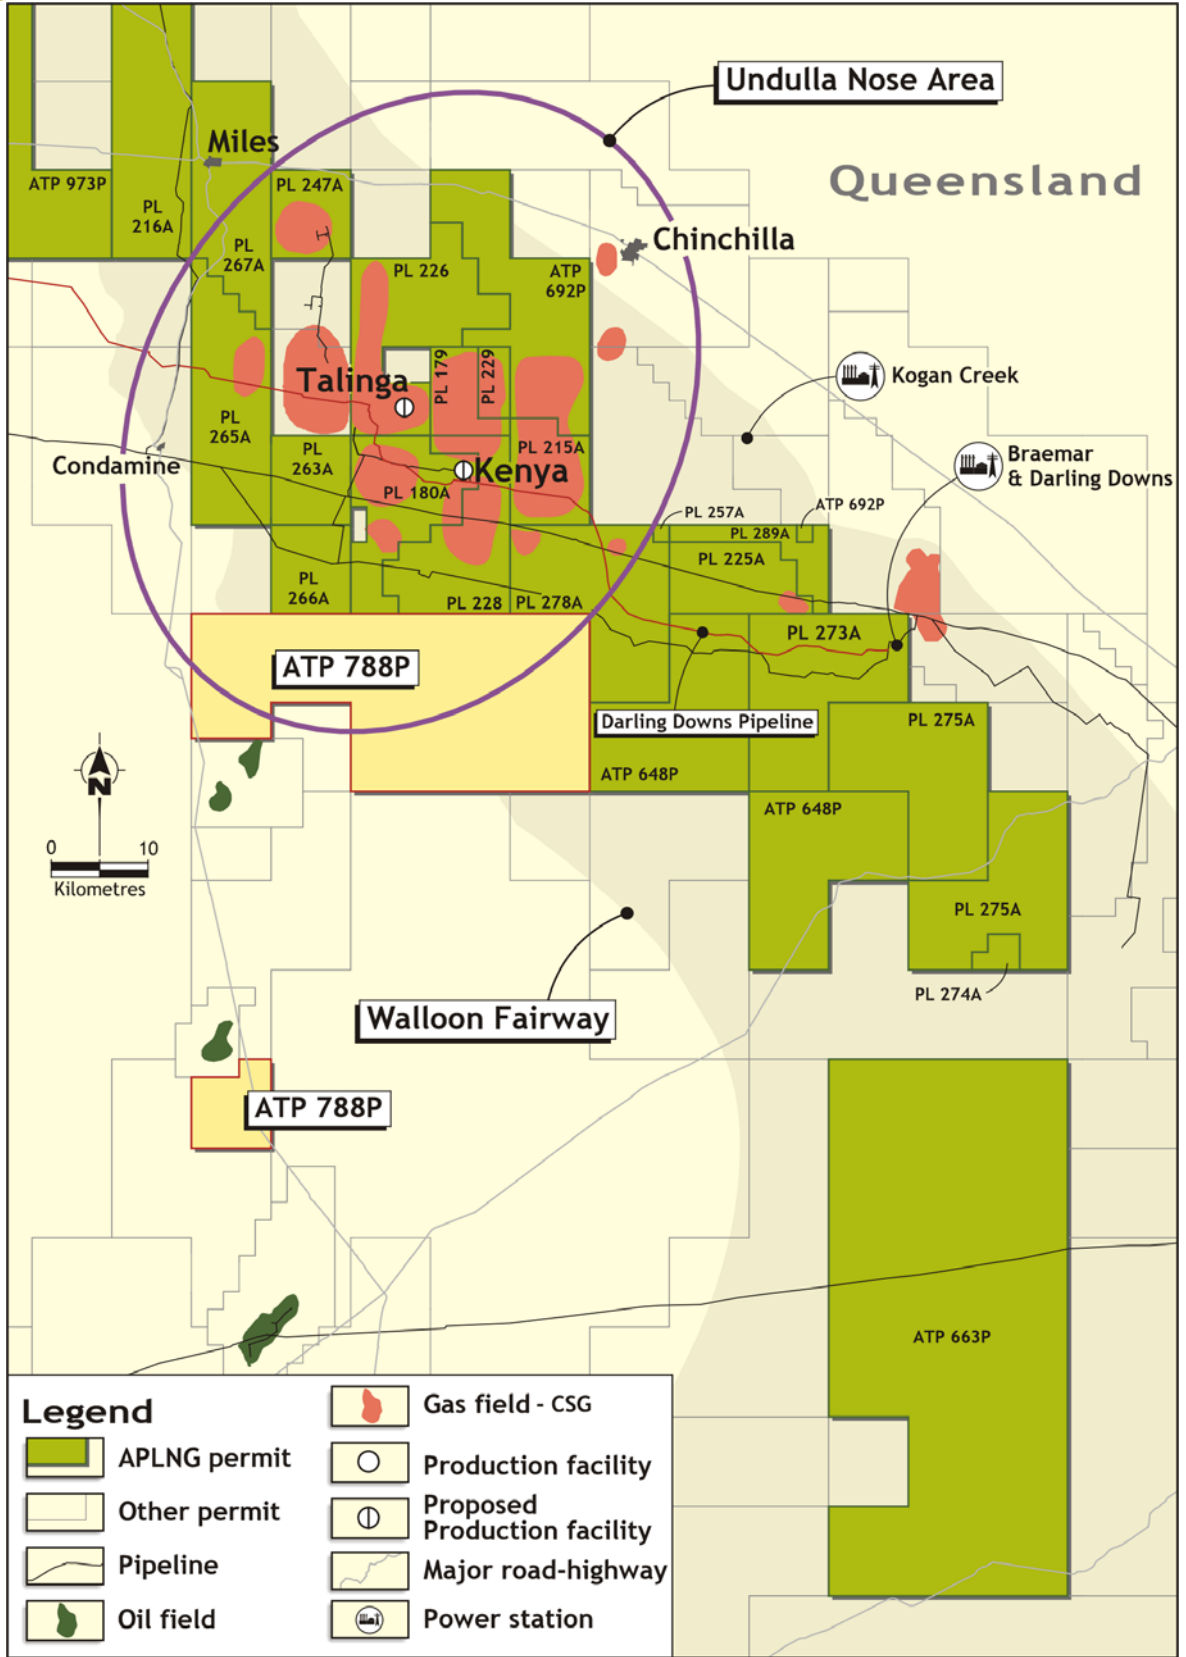 Undulla Nose Area
Miles
Queensland
ATP 973P
PL
216A
PL 247A
PL
267A
Chinchilla
PL 226
ATP
692P
Talinga
PL 179
PL 229
Kogan Creek
PL
265A
PL
263A
PL 215A
Condamine
Kenya
Braemar
& Darling Downs
PL 180A
PL 257A
ATP 692P
PL 289A
PL 225A
PL
266A
PL 228
PL 278A
PL 273A
ATP 788P
Darling Downs Pipeline
PL 275A
ATP 648P
N
ATP 648P
0
10
Kilometres
PL 275A
PL 274A
Walloon Fairway
ATP 788P
ATP 663P
Legend
APLNG permit
Other permit
Pipeline
Oil field
Gas field - CSG
Production facility
Proposed
Production facility
Major road-highway
Power station